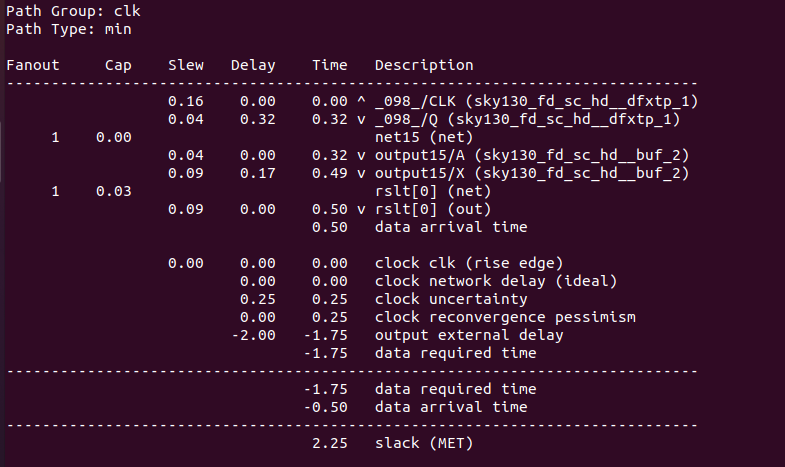 Path Group: clk
Path Type: min

Fanout     Cap    Slew   Delay    Time   Description
-----------------------------------------------------------------------------
                  0.16    0.00    0.00 ^ _098_/CLK (sky130_fd_sc_hd__dfxtp_1)
                  0.04    0.32    0.32 v _098_/Q (sky130_fd_sc_hd__dfxtp_1)
     1    0.00                           net15 (net)
                  0.04    0.00    0.32 v output15/A (sky130_fd_sc_hd__buf_2)
                  0.09    0.17    0.49 v output15/X (sky130_fd_sc_hd__buf_2)
     1    0.03                           rslt[0] (net)
                  0.09    0.00    0.50 v rslt[0] (out)
                                  0.50   data arrival time

                  0.00    0.00    0.00   clock clk (rise edge)
                          0.00    0.00   clock network delay (ideal)
                          0.25    0.25   clock uncertainty
                          0.00    0.25   clock reconvergence pessimism
                         -2.00   -1.75   output external delay
                                 -1.75   data required time
-----------------------------------------------------------------------------
                                 -1.75   data required time
                                 -0.50   data arrival time
-----------------------------------------------------------------------------
                                  2.25   slack (MET)